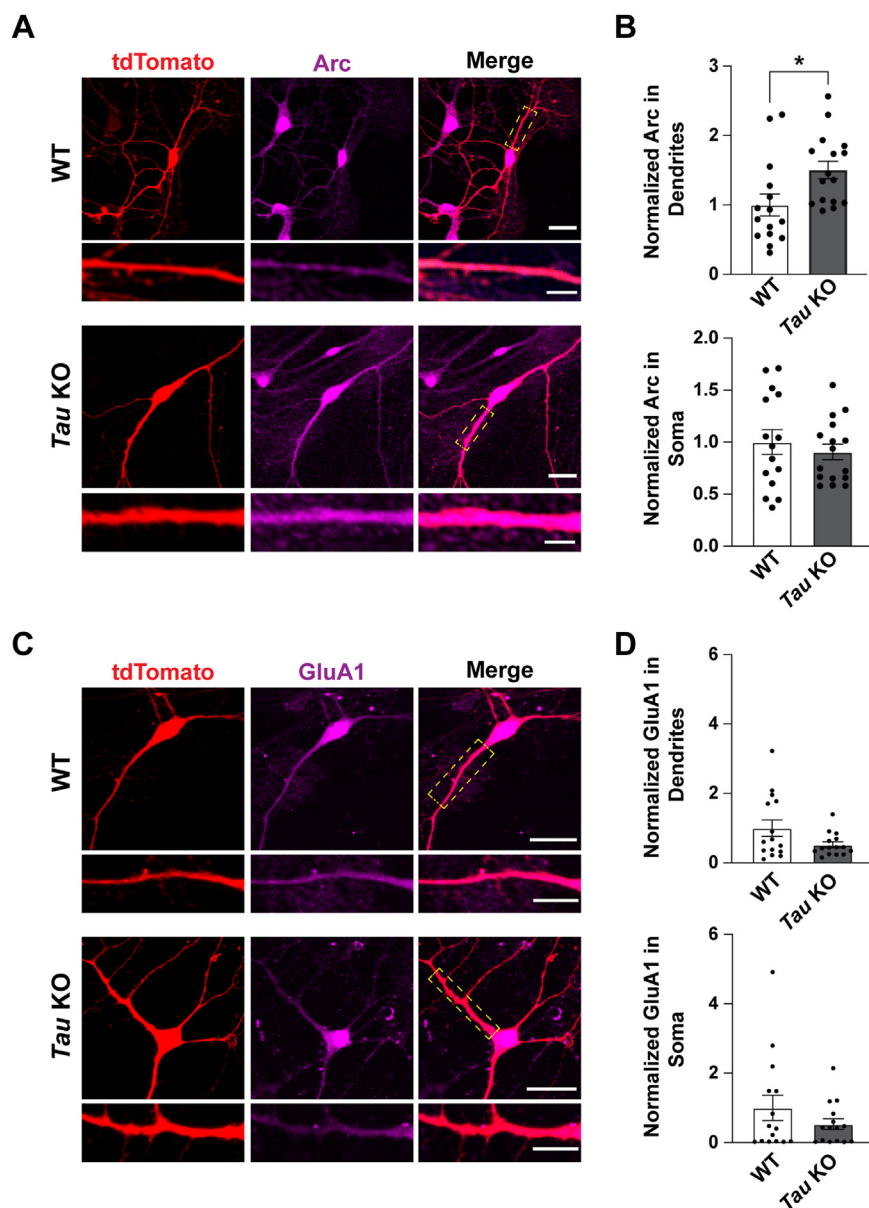 A
tdTomato
Arc
Merge
WT
Tau KO
B
Normalized Arc in
Dendrites
3
2
1
0
*
WT
Tau KO
Normalized Arc in
Soma
2.0
1.5
1.0
0.5
0.0
WT
Tau KO
C
tdTomato
GluA1
Merge
WT
Tau KO
D
Normalized GluA1 in
Dendrites
6
4
2
0
WT
Tau KO
Normalized GluA1 in
Soma
6
4
2
0
WT
Tau KO